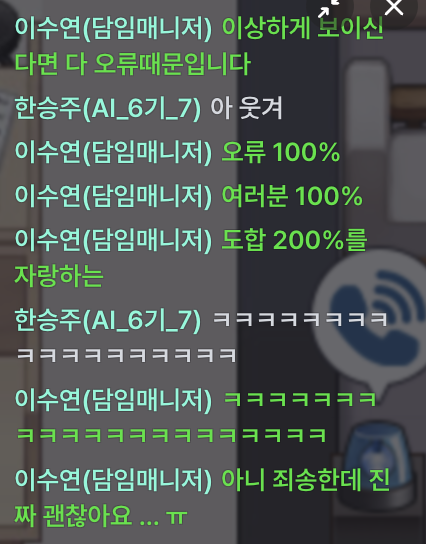 이수연(담임매니저) 이상하게 보이신
다면 다 오류때문입니다
한승주(AI_6기_7) 아 웃겨
이수연(담임매니저) 오류 100%
이수연(담임매니저) 여러분 100%
이수연(담임매니저) 도합 200%를
자랑하는
한승주(AI_6기_7) ㅋㅋㅋㅋㅋㅋㅋㅋ
ㅋㅋㅋㅋㅋㅋㅋㅋㅋㅋ
이수연(담임매니저) ㅋㅋㅋㅋㅋㅋㅋ
ㅋㅋㅋㅋㅋㅋㅋㅋㅋㅋㅋㅋㅋㅋ
이수연(담임매니저) 아니 죄송한데 진
짜 괜찮아요 ... ㅠ